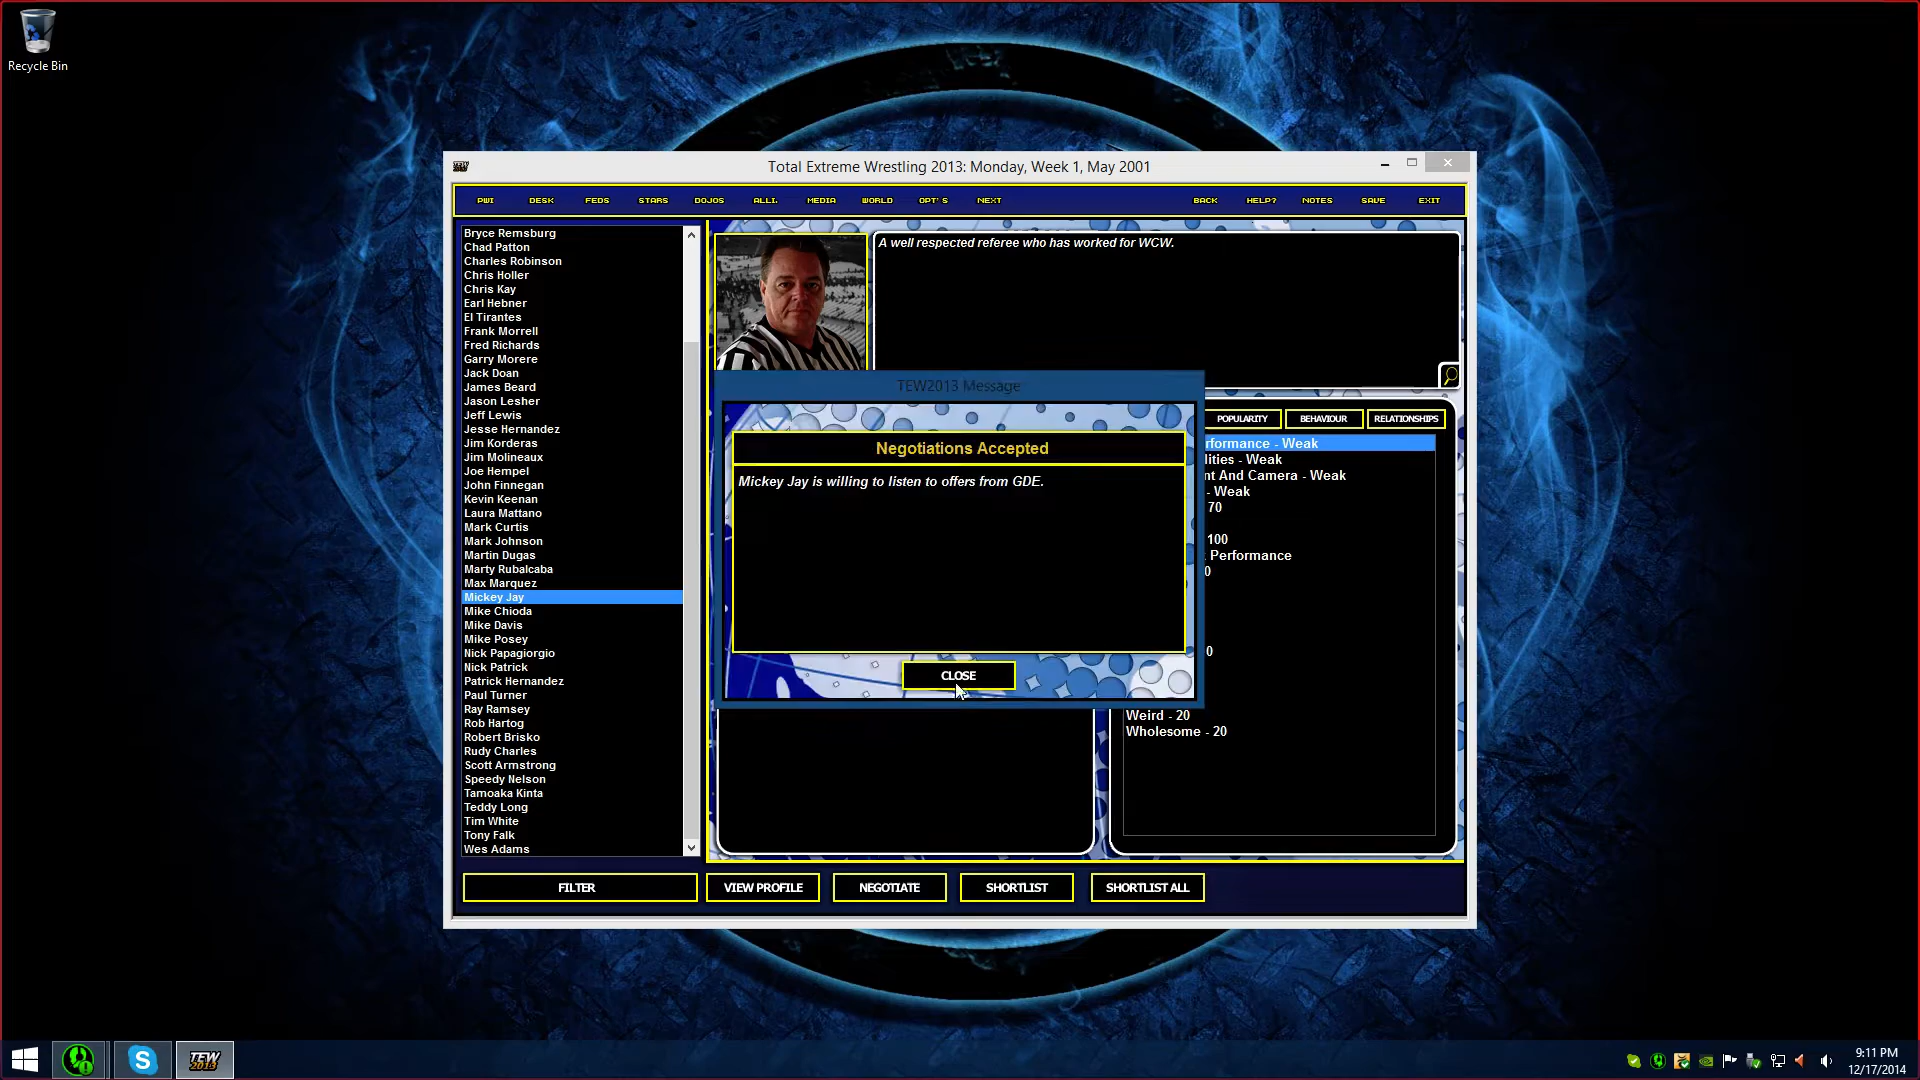 Recycle Bin
Total Extreme Wrestling 2013: Monday, Week 1, May 2001
PWI DESK FEDS STARS DOJOS ALLI. MEDIA WORLD OPT'S NEXT BACK HELP? NOTES SAVE EXIT
Bryce Remsburg
Chad Patton
Charles Robinson
Chris Holler
Chris Kay
Earl Hebner
El Tirantes
Frank Morrell
Fred Richards
Garry Morere
Jack Doan
James Beard
Jason Lesher
Jeff Lewis
Jesse Hernandez
Jim Korderas
Jim Molineaux
Joe Hempel
John Finnegan
Kevin Keenan
Laura Mattano
Mark Curtis
Mark Johnson
Martin Dugas
Marty Rubalcaba
Max Marquez
Mickey Jay
Mike Chioda
Mike Davis
Mike Posey
Nick Papagiorgio
Nick Patrick
Patrick Hernandez
Paul Turner
Ray Ramsey
Rob Hartog
Robert Brisko
Rudy Charles
Scott Armstrong
Speedy Nelson
Tamoaka Kinta
Teddy Long
Tim White
Tony Falk
Wes Adams
A well respected referee who has worked for WCW.
TEW2013 Message
Negotiations Accepted
Mickey Jay is willing to listen to offers from GDE.
CLOSE
POPULARITY BEHAVIOUR RELATIONSHIPS
rformance - Weak
lities - Weak
nt And Camera - Weak
- Weak
70
100
Performance
0
0
Weird - 20
Wholesome - 20
FILTER VIEW PROFILE NEGOTIATE SHORTLIST SHORTLIST ALL
TEW 2013
9:11 PM
12/17/2014